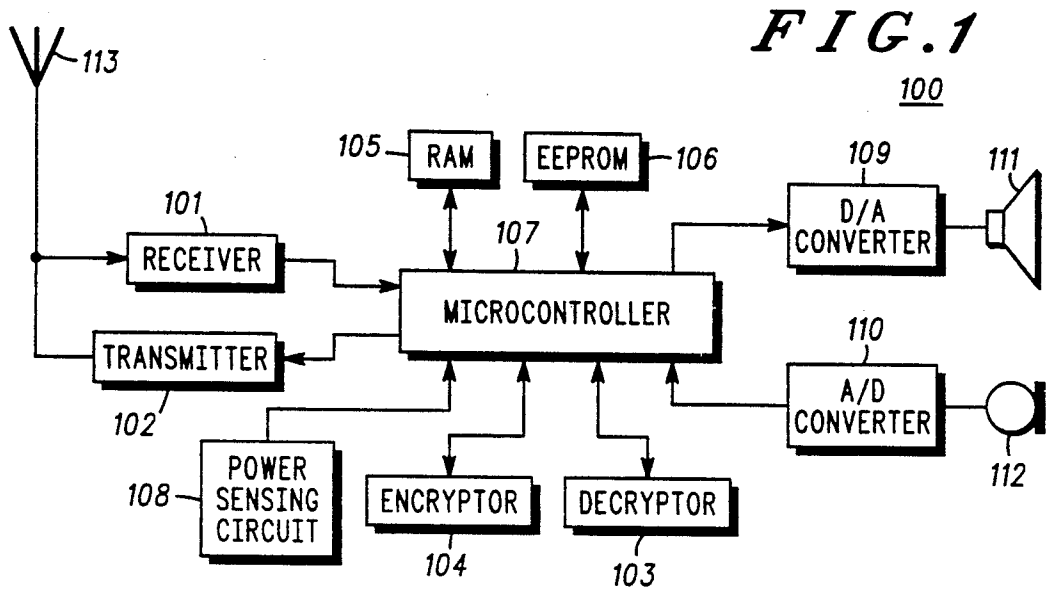 FIG.1
100
113
105
RAM
EEPROM
106
109
D/A
CONVERTER
111
101
RECEIVER
107
MICROCONTROLLER
TRANSMITTER
102
110
A/D
CONVERTER
112
108
POWER
SENSING
CIRCUIT
ENCRYPTOR
104
DECRYPTOR
103